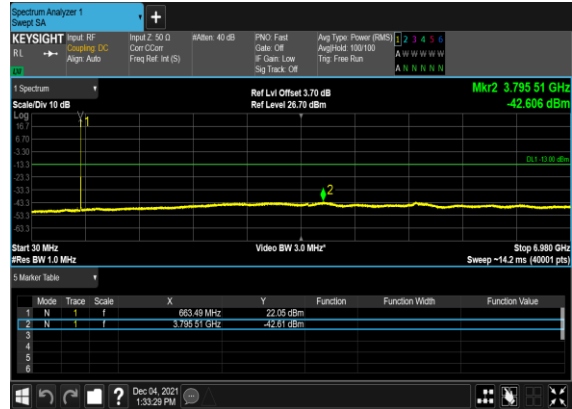 Spectrum Analyzer 1
Swept SA
+
KEYSIGHT Input: RF Input Z: 50 Ω #Atten: 40 dB PNO: Fast Avg Type: Power (RMS) 1 2 3 4 5 6
RL Coupling: DC Corr CCorr Gate: Off Avg|Hold: 100/100 A W W W W W
Align: Auto Freq Ref: Int (S) IF Gain: Low Trig: Free Run
Sig Track: Off A N N N N N
1 Spectrum Ref Lvl Offset 3.70 dB Mkr2 3.795 51 GHz
Scale/Div 10 dB Ref Level 26.70 dBm -42.606 dBm
Log
16.7
1
6.70
-3.30
-13.3 DL1 -13.00 dBm
-23.3
-33.3
2
-43.3
-53.3
-63.3
Start 30 MHz Video BW 3.0 MHz* Stop 6.980 GHz
#Res BW 1.0 MHz Sweep ~14.2 ms (40001 pts)
5 Marker Table
Mode Trace Scale X Y Function Function Width Function Value
1 N 1 f 663.49 MHz 22.05 dBm
2 N 1 f 3.795 51 GHz -42.61 dBm
3
4
5
6
? Dec 04, 2021
1:33:29 PM